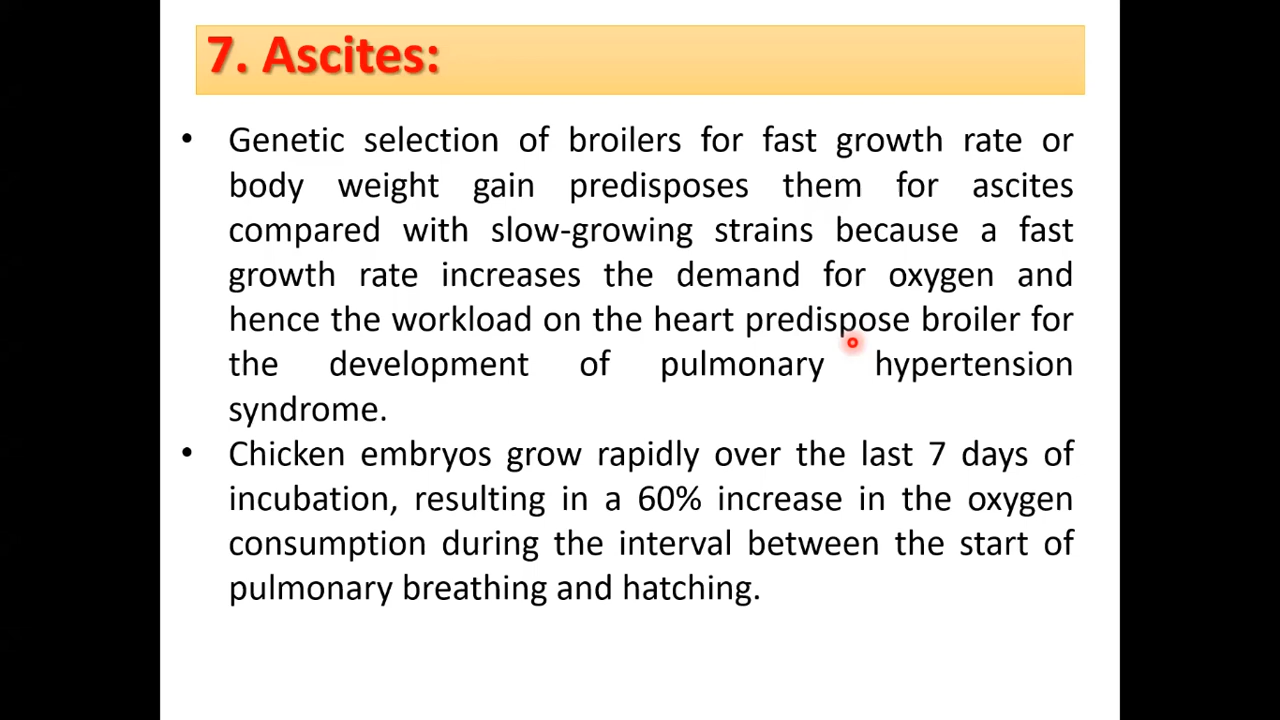 7. Ascites:
• Genetic selection of broilers for fast growth rate or
body weight gain predisposes them for ascites
compared with slow-growing strains because a fast
growth rate increases the demand for oxygen and
hence the workload on the heart predispose broiler for
the development of pulmonary hypertension
syndrome.
• Chicken embryos grow rapidly over the last 7 days of
incubation, resulting in a 60% increase in the oxygen
consumption during the interval between the start of
pulmonary breathing and hatching.